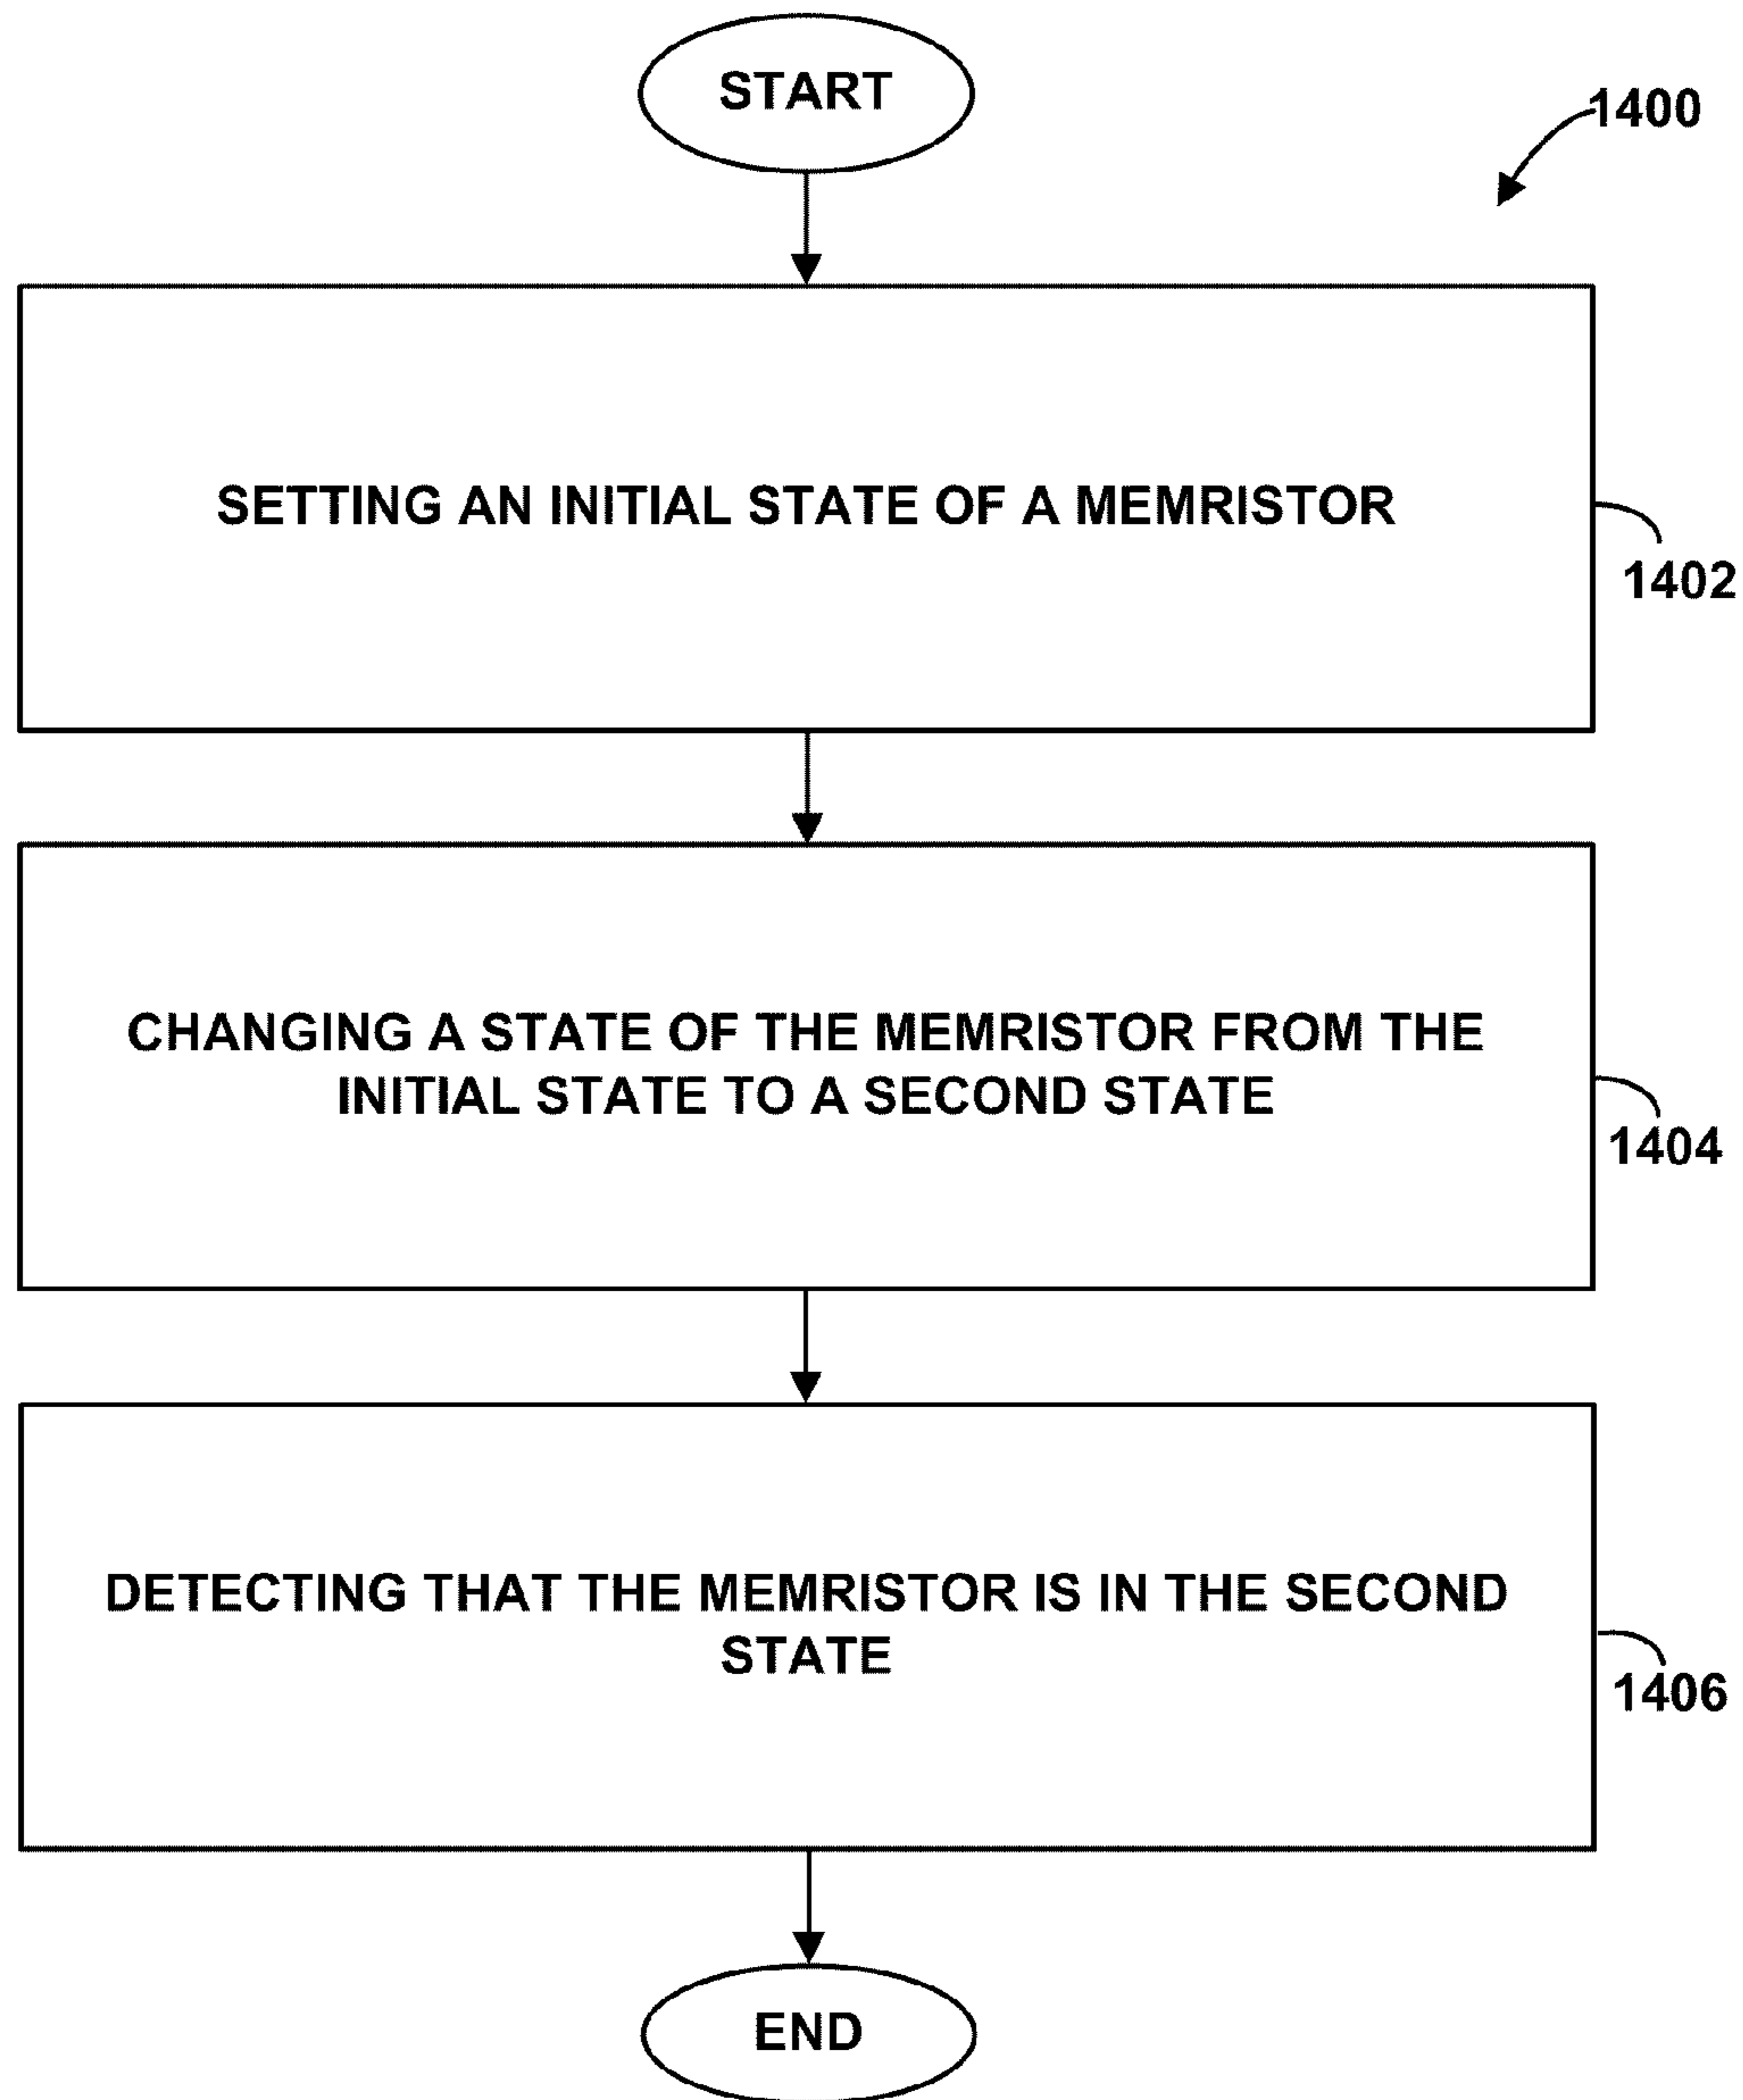 START
1400
SETTING AN INITIAL STATE OF A MEMRISTOR
1402
CHANGING A STATE OF THE MEMRISTOR FROM THE
INITIAL STATE TO A SECOND STATE
1404
DETECTING THAT THE MEMRISTOR IS IN THE SECOND
STATE
1406
END